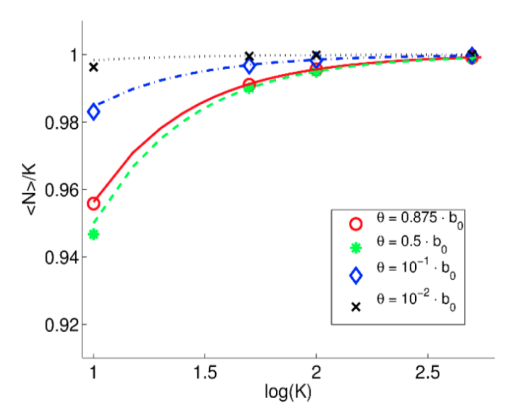 1
0.98
0.96
0.94
0.92
<N>/K
1
1.5
2
2.5
log(K)
θ = 0.875 · b₀
θ = 0.5 · b₀
θ = 10⁻¹ · b₀
θ = 10⁻² · b₀